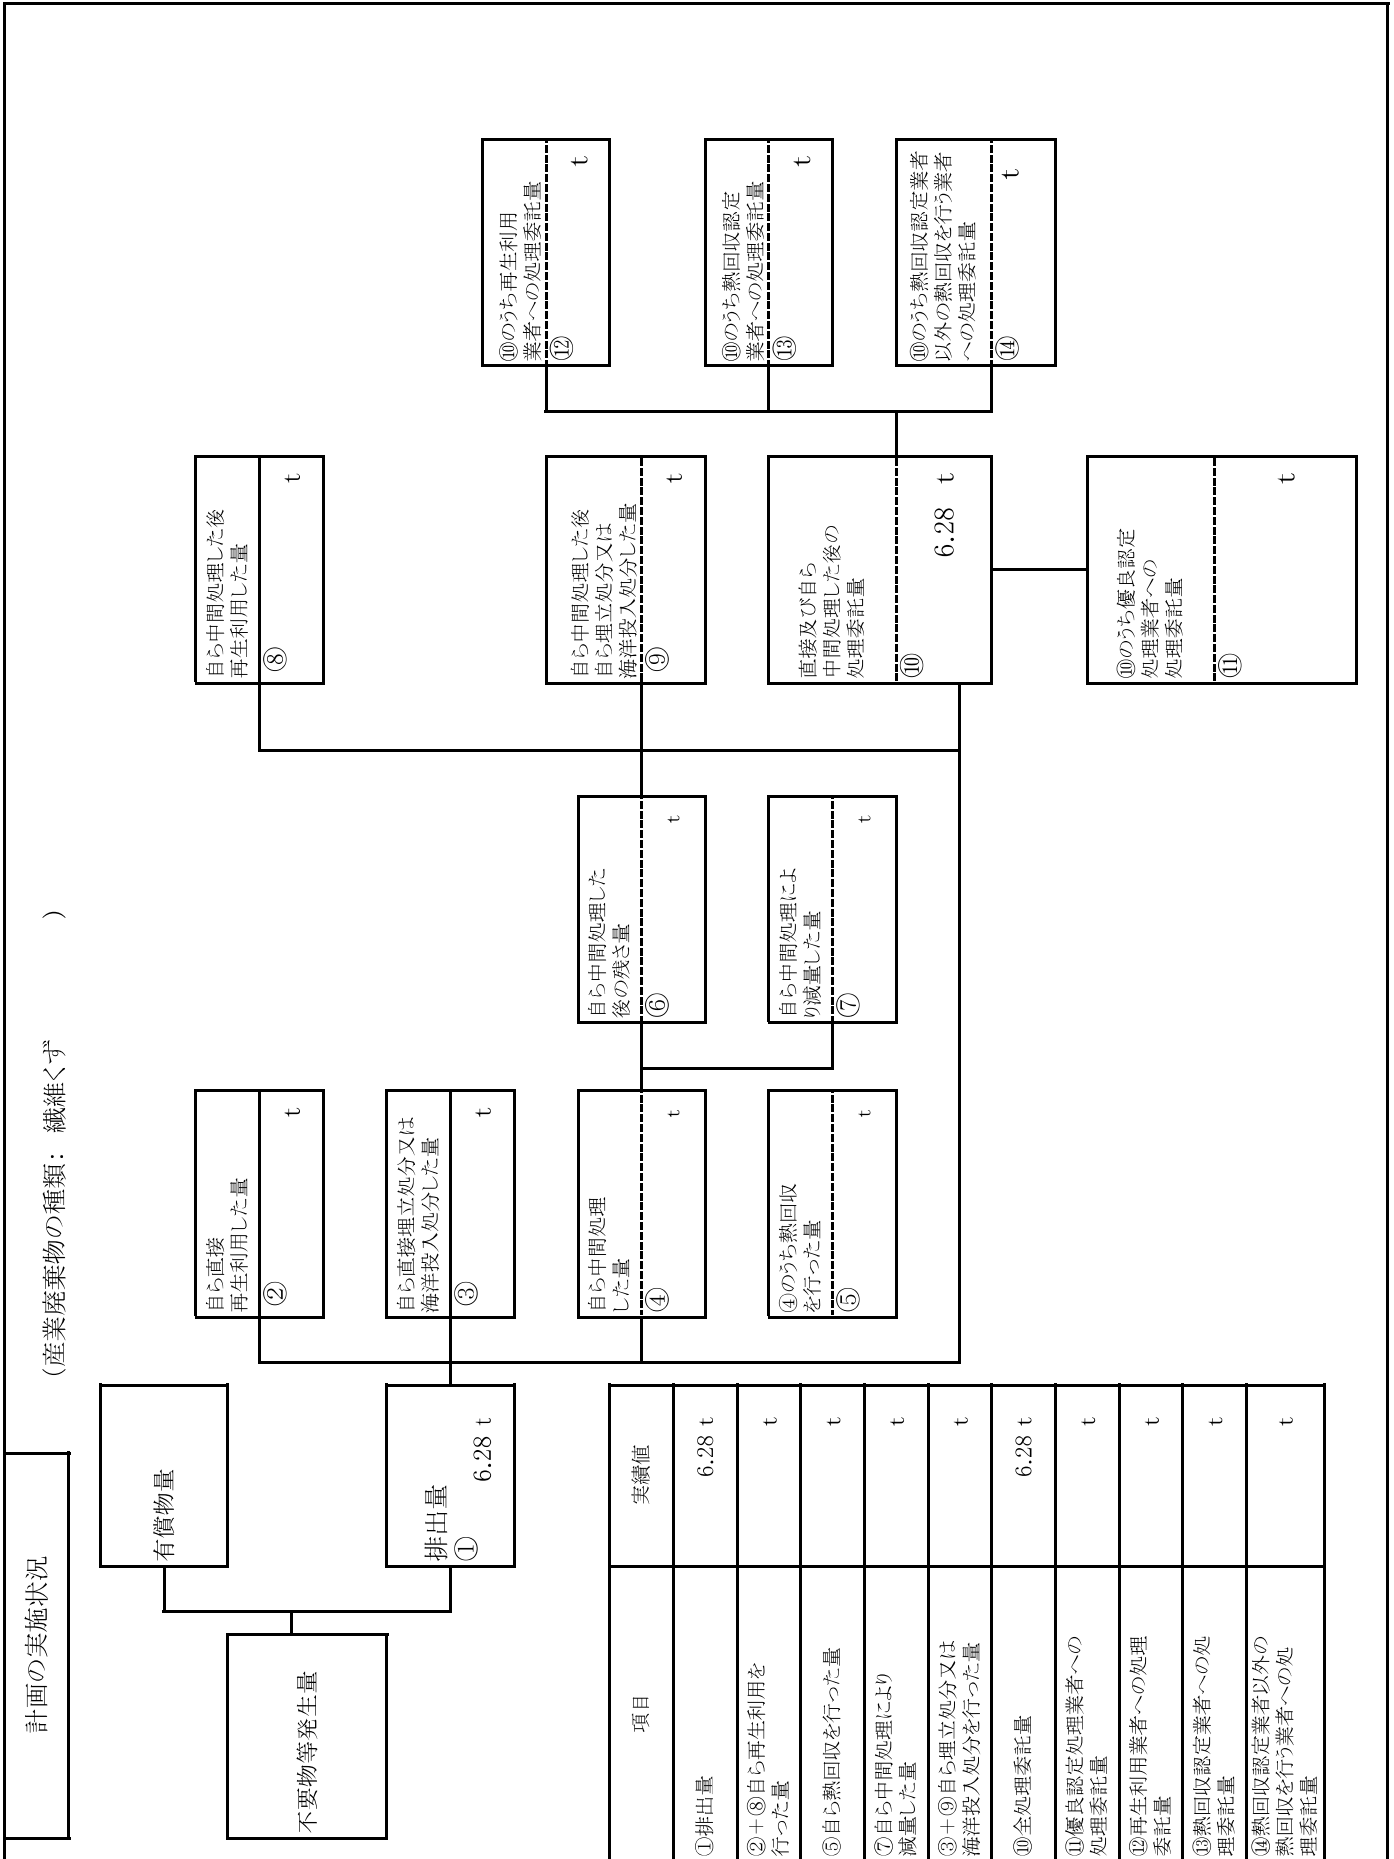 計画の実施状況
(産業廃棄物の種類： 繊維くず )
不要物等発生量
有償物量
排出量
①
6.28 t
自ら直接
再生利用した量
②
t
自ら直接埋立処分又は
海洋投入処分した量
③
t
自ら中間処理
した量
④
t
④のうち熱回収
を行った量
⑤
t
自ら中間処理した
後の残さ量
⑥
t
自ら中間処理によ
り減量した量
⑦
t
自ら中間処理した後
再生利用した量
⑧
t
自ら中間処理した後
自ら埋立処分又は
海洋投入処分した量
⑨
t
直接及び自ら
中間処理した後の
処理委託量
⑩
6.28 t
⑩のうち優良認定
処理業者への
処理委託量
⑪
t
⑩のうち再生利用
業者への処理委託量
⑫
t
⑩のうち熱回収認定
業者への処理委託量
⑬
t
⑩のうち熱回収認定業者
以外の熱回収を行う業者
への処理委託量
⑭
t
項目 実績値
①排出量 6.28 t
②＋⑧自ら再生利用を
行った量
t
⑤自ら熱回収を行った量 t
⑦自ら中間処理により
減量した量
t
③＋⑨自ら埋立処分又は
海洋投入処分を行った量
t
⑩全処理委託量 6.28 t
⑪優良認定処理業者への
処理委託量
t
⑫再生利用業者への処理
委託量
t
⑬熱回収認定業者への処
理委託量
t
⑭熱回収認定業者以外の
熱回収を行う業者への処
理委託量
t